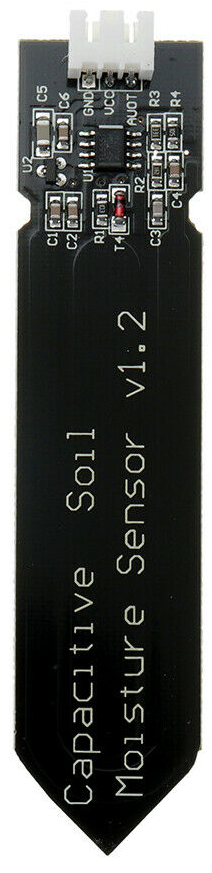 GND VCC AUOT
C5 C6 R3 R4
U2 U1 R2 C4
C1 C2 R1 T4 C3
Capacitive Soil
Moisture Sensor v1.2